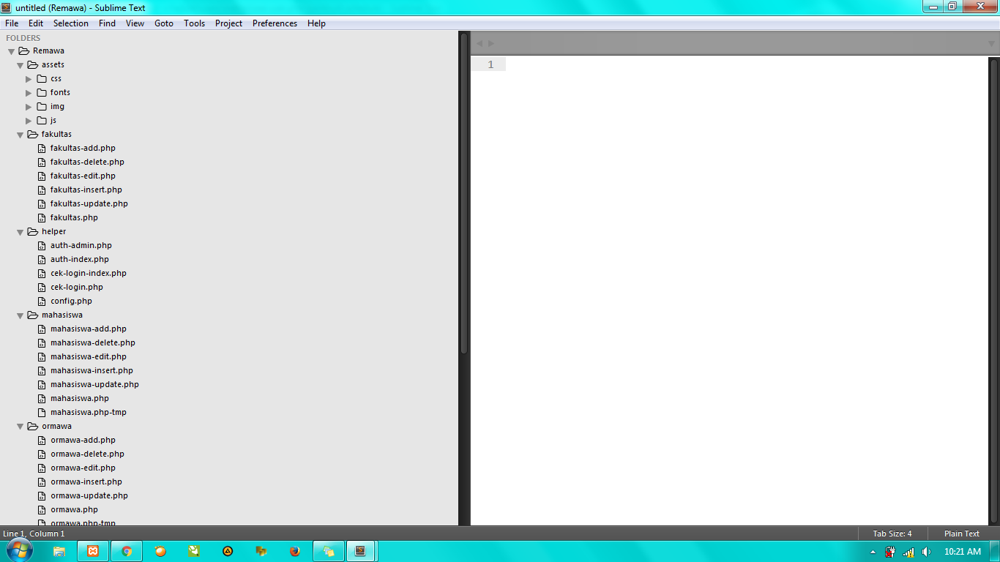 untitled (Remawa) - Sublime Text
File Edit Selection Find View Goto Tools Project Preferences Help
FOLDERS
Remawa
assets
css
fonts
img
js
fakultas
fakultas-add.php
fakultas-delete.php
fakultas-edit.php
fakultas-insert.php
fakultas-update.php
fakultas.php
helper
auth-admin.php
auth-index.php
cek-login-index.php
cek-login.php
config.php
mahasiswa
mahasiswa-add.php
mahasiswa-delete.php
mahasiswa-edit.php
mahasiswa-insert.php
mahasiswa-update.php
mahasiswa.php
mahasiswa.php-tmp
ormawa
ormawa-add.php
ormawa-delete.php
ormawa-edit.php
ormawa-insert.php
ormawa-update.php
ormawa.php
ormawa.php-tmp
1
Line 1, Column 1 Tab Size: 4 Plain Text
10:21 AM